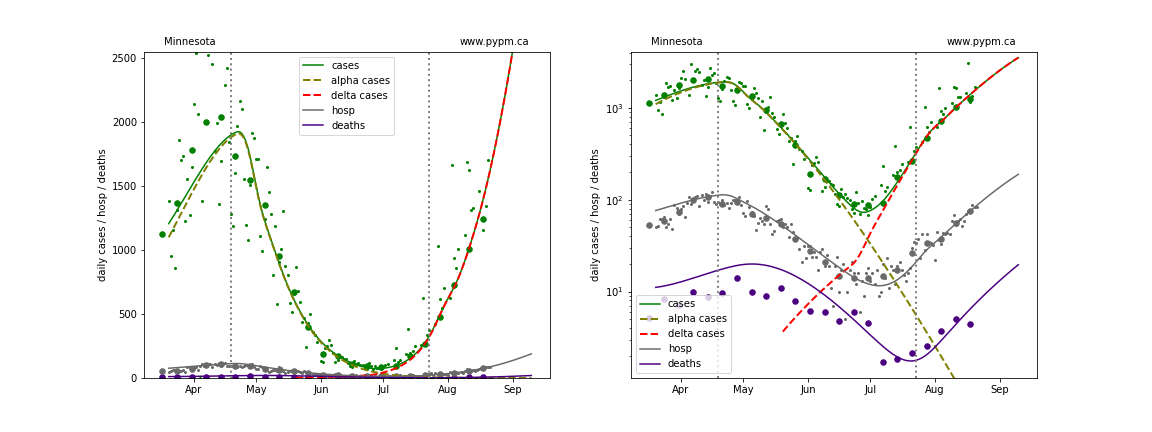 Minnesota www.pypm.ca
daily cases / hosp / deaths
2500
2000
1500
1000
500
0
cases
alpha cases
delta cases
hosp
deaths
Apr May Jun Jul Aug Sep
Minnesota www.pypm.ca
daily cases / hosp / deaths
10³
10²
10¹
cases
alpha cases
delta cases
hosp
deaths
Apr May Jun Jul Aug Sep